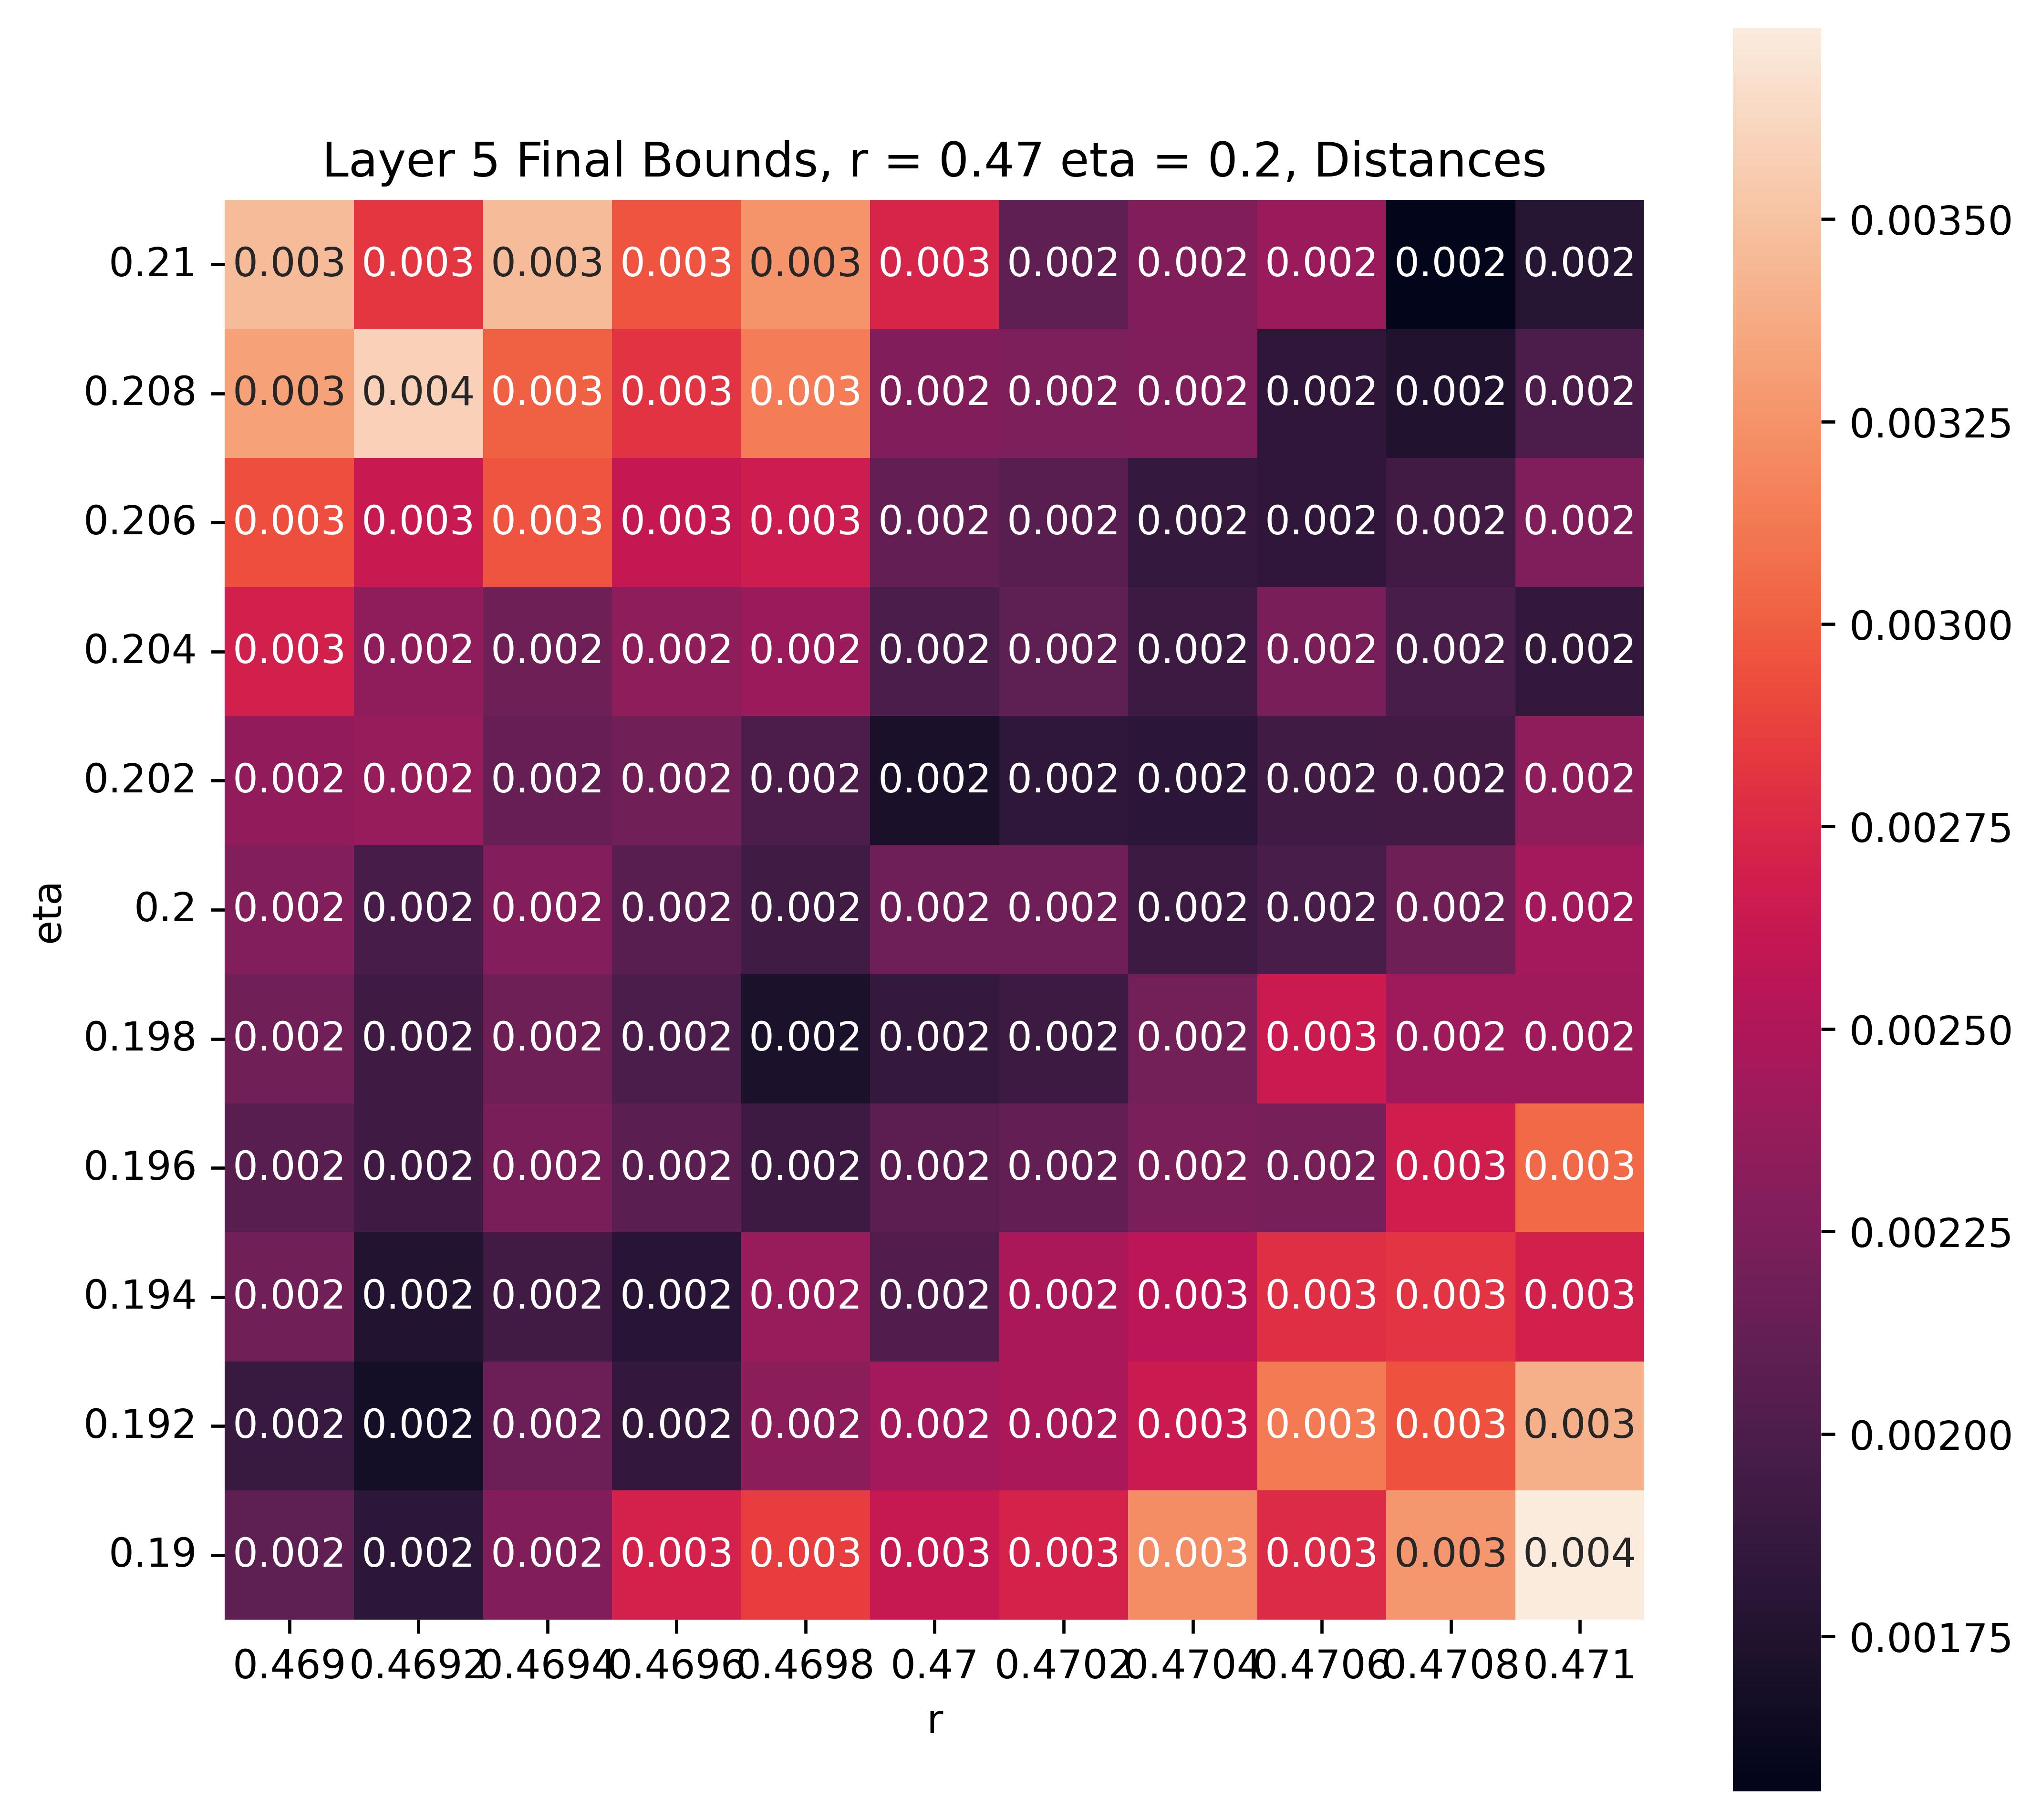 Layer 5 Final Bounds, r = 0.47 eta = 0.2, Distances
0.21 0.003 0.003 0.003 0.003 0.003 0.003 0.002 0.002 0.002 0.002 0.002
0.208 0.003 0.004 0.003 0.003 0.003 0.002 0.002 0.002 0.002 0.002 0.002
0.206 0.003 0.003 0.003 0.003 0.003 0.002 0.002 0.002 0.002 0.002 0.002
0.204 0.003 0.002 0.002 0.002 0.002 0.002 0.002 0.002 0.002 0.002 0.002
0.202 0.002 0.002 0.002 0.002 0.002 0.002 0.002 0.002 0.002 0.002 0.002
0.2 0.002 0.002 0.002 0.002 0.002 0.002 0.002 0.002 0.002 0.002 0.002
0.198 0.002 0.002 0.002 0.002 0.002 0.002 0.002 0.002 0.003 0.002 0.002
0.196 0.002 0.002 0.002 0.002 0.002 0.002 0.002 0.002 0.002 0.003 0.003
0.194 0.002 0.002 0.002 0.002 0.002 0.002 0.002 0.003 0.003 0.003 0.003
0.192 0.002 0.002 0.002 0.002 0.002 0.002 0.002 0.003 0.003 0.003 0.003
0.19 0.002 0.002 0.002 0.003 0.003 0.003 0.003 0.003 0.003 0.003 0.004
eta
0.469 0.4692 0.4694 0.4696 0.4698 0.47 0.4702 0.4704 0.4706 0.4708 0.471
r
0.00350
0.00325
0.00300
0.00275
0.00250
0.00225
0.00200
0.00175